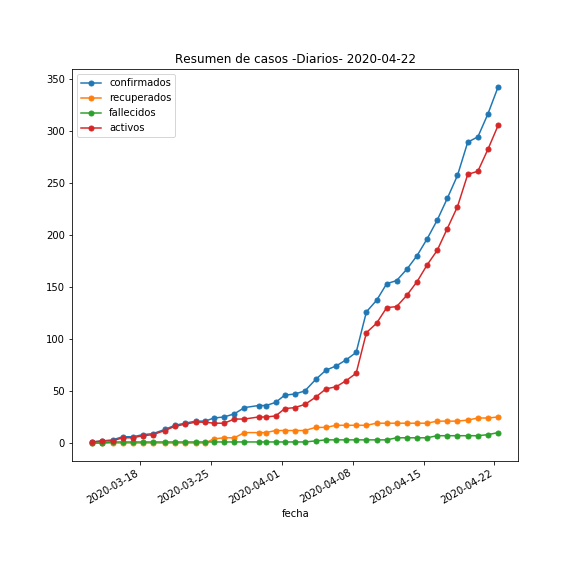 Resumen de casos -Diarios- 2020-04-22
confirmados
recuperados
fallecidos
activos
350
300
250
200
150
100
50
0
2020-03-18
2020-03-25
2020-04-01
2020-04-08
2020-04-15
2020-04-22
fecha